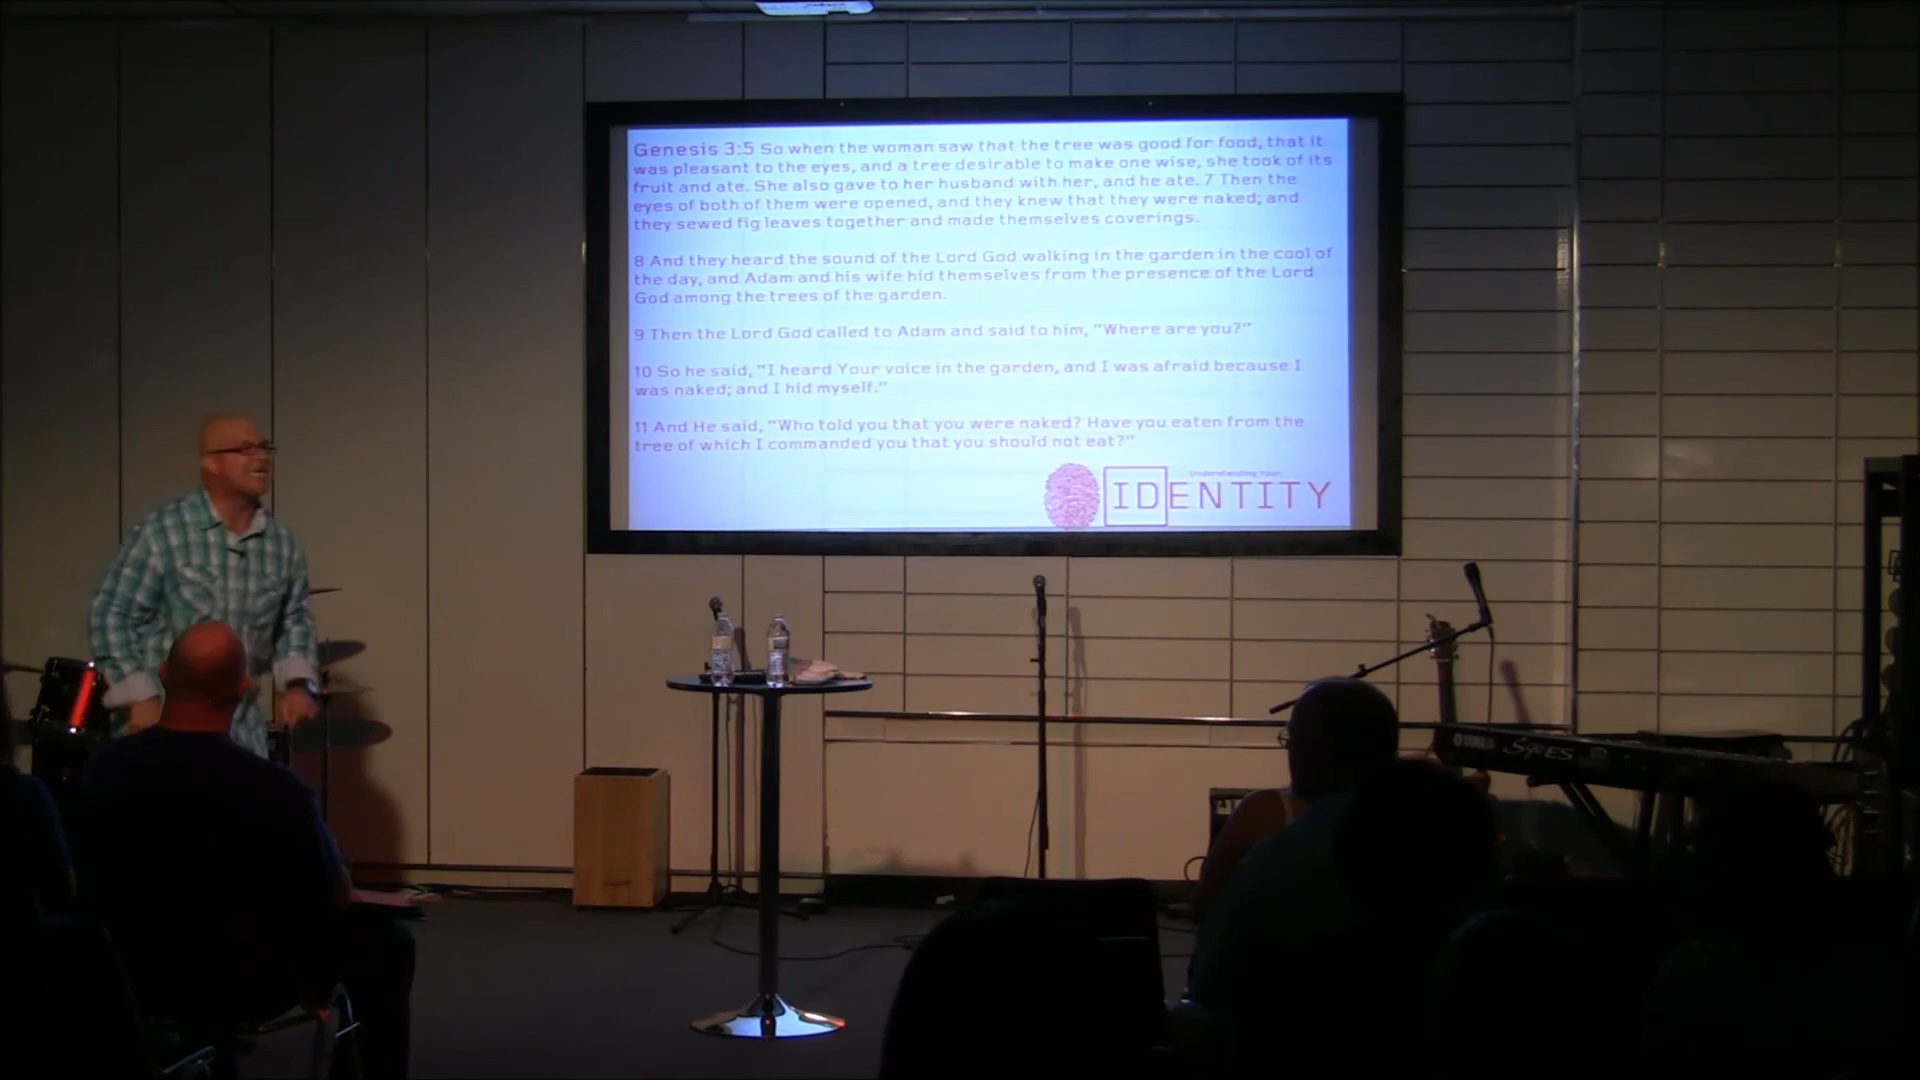 Genesis 3:5 So when the woman saw that the tree was good for food, that it
was pleasant to the eyes, and a tree desirable to make one wise, she took of its
fruit and ate. She also gave to her husband with her, and he ate. 7 Then the
eyes of both of them were opened, and they knew that they were naked; and
they sewed fig leaves together and made themselves coverings.
8 And they heard the sound of the Lord God walking in the garden in the cool of
the day, and Adam and his wife hid themselves from the presence of the Lord
God among the trees of the garden.
9 Then the Lord God called to Adam and said to him, “Where are you?”
10 So he said, “I heard Your voice in the garden, and I was afraid because I
was naked; and I hid myself.”
11 And He said, “Who told you that you were naked? Have you eaten from the
tree of which I commanded you that you should not eat?”
Understanding Your
IDENTITY
YAMAHA S90ES